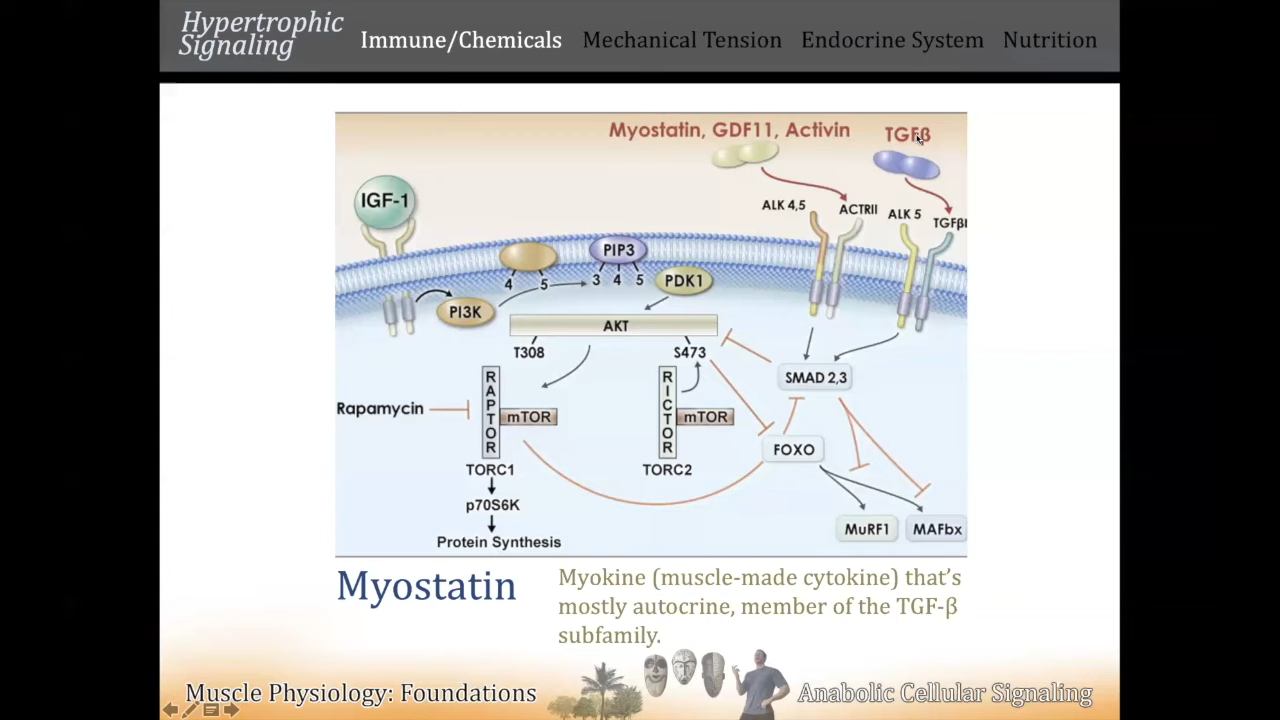 Hypertrophic
Signaling
Immune/Chemicals Mechanical Tension Endocrine System Nutrition
Myostatin, GDF11, Activin
TGFβ
IGF-1
ALK 4,5
ACTRII
ALK 5
TGFβI
PIP3
4 5
3 4 5
PDK1
PI3K
AKT
T308
S473
SMAD 2,3
RAPTOR
RICTOR
Rapamycin
mTOR
mTOR
FOXO
TORC1
TORC2
p70S6K
MuRF1
MAFbx
Protein Synthesis
Myostatin
Myokine (muscle-made cytokine) that's
mostly autocrine, member of the TGF-β
subfamily.
Muscle Physiology: Foundations
Anabolic Cellular Signaling